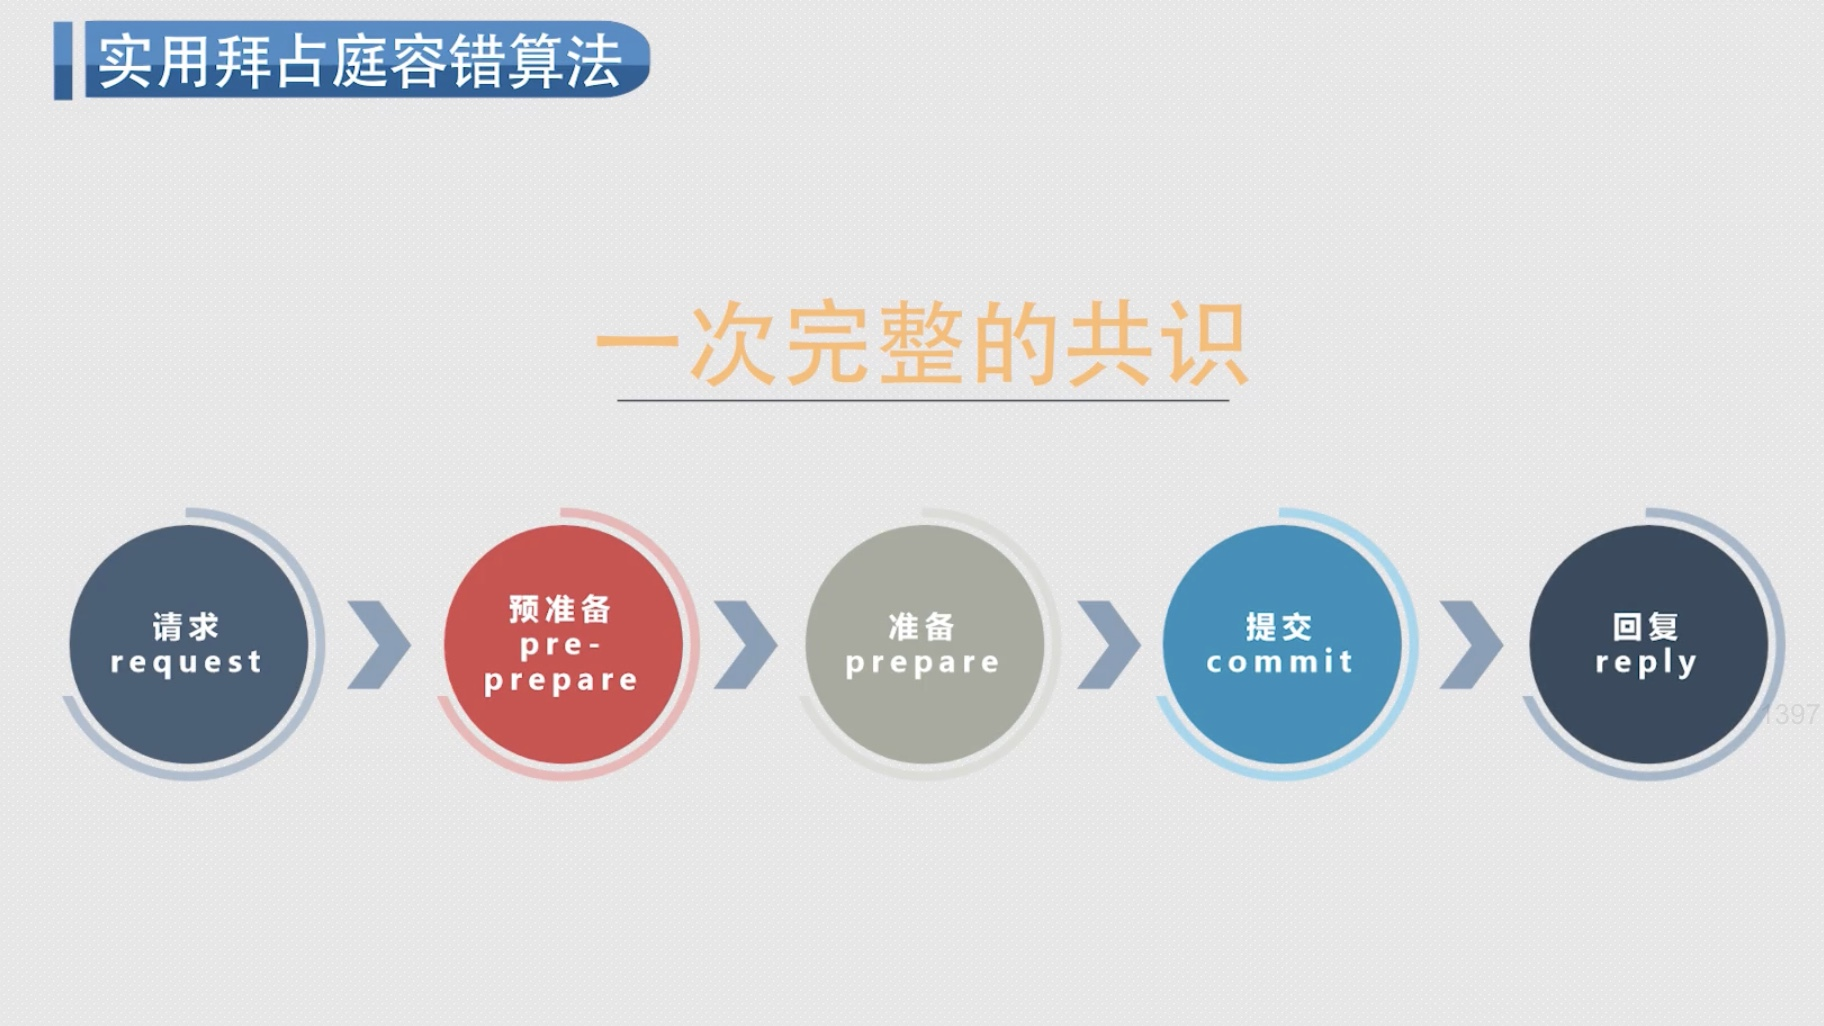 实用拜占庭容错算法
一次完整的共识
请求
request
预准备
pre-
prepare
准备
prepare
提交
commit
回复
reply
1397